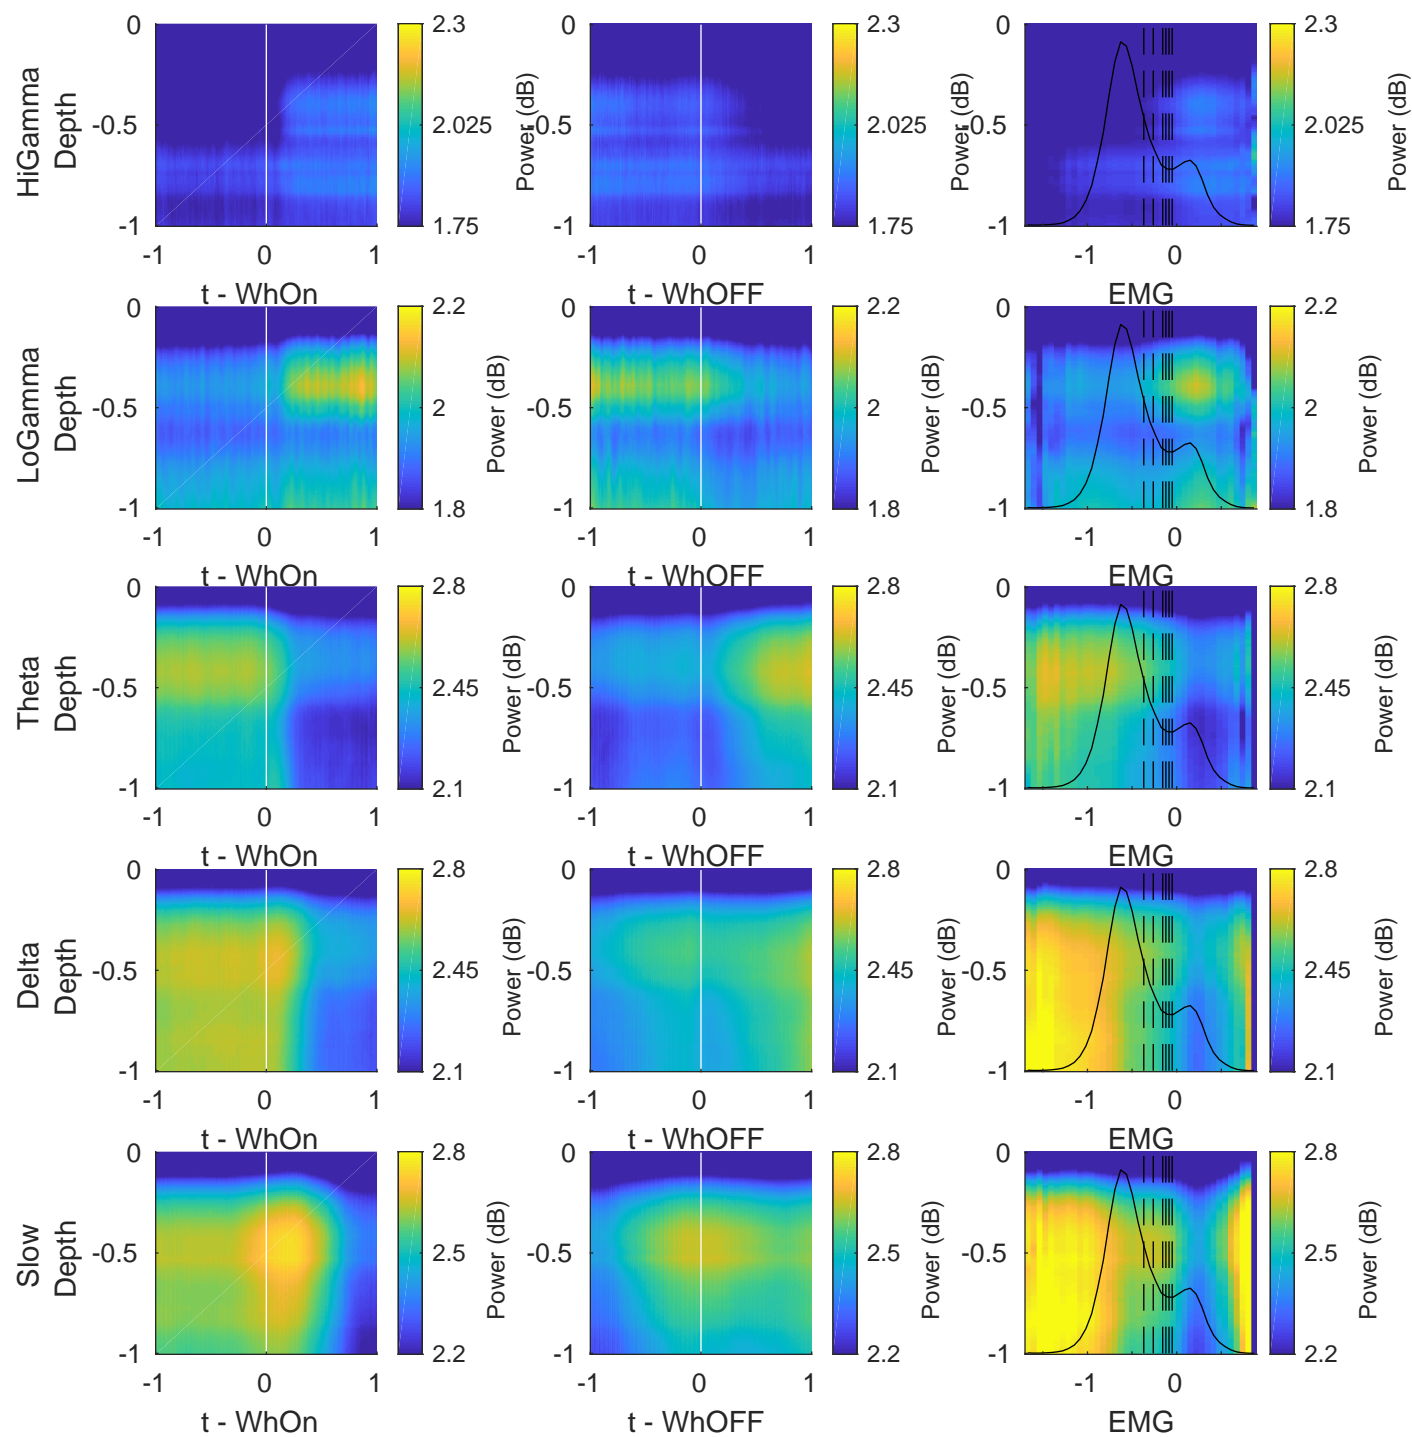 0 2.3 0 2.3 0 2.3
HiGamma Depth -0.5 2.025 Power (dB) -0.5 2.025 Power (dB) -0.5 2.025 Power (dB)
-1 1.75 -1 1.75 -1 1.75
-1 0 1 -1 0 1 -1 0
t - WhOn t - WhOFF EMG
0 2.2 0 2.2 0 2.2
LoGamma Depth -0.5 2 Power (dB) -0.5 2 Power (dB) -0.5 2 Power (dB)
-1 1.8 -1 1.8 -1 1.8
-1 0 1 -1 0 1 -1 0
t - WhOn t - WhOFF EMG
0 2.8 0 2.8 0 2.8
Theta Depth -0.5 2.45 Power (dB) -0.5 2.45 Power (dB) -0.5 2.45 Power (dB)
-1 2.1 -1 2.1 -1 2.1
-1 0 1 -1 0 1 -1 0
t - WhOn t - WhOFF EMG
0 2.8 0 2.8 0 2.8
Delta Depth -0.5 2.45 Power (dB) -0.5 2.45 Power (dB) -0.5 2.45 Power (dB)
-1 2.1 -1 2.1 -1 2.1
-1 0 1 -1 0 1 -1 0
t - WhOn t - WhOFF EMG
0 2.8 0 2.8 0 2.8
Slow Depth -0.5 2.5 Power (dB) -0.5 2.5 Power (dB) -0.5 2.5 Power (dB)
-1 2.2 -1 2.2 -1 2.2
-1 0 1 -1 0 1 -1 0
t - WhOn t - WhOFF EMG